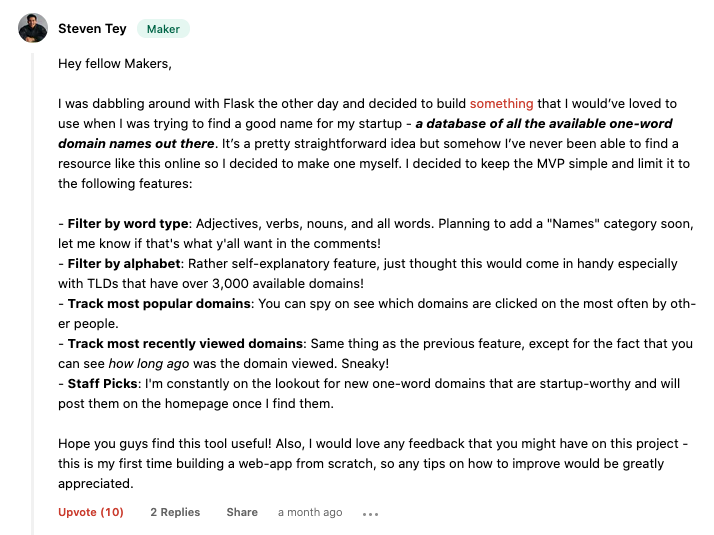 Steven Tey Maker
Hey fellow Makers,
I was dabbling around with Flask the other day and decided to build something that I would’ve loved to
use when I was trying to find a good name for my startup - a database of all the available one-word
domain names out there. It’s a pretty straightforward idea but somehow I’ve never been able to find a
resource like this online so I decided to make one myself. I decided to keep the MVP simple and limit it to
the following features:
- Filter by word type: Adjectives, verbs, nouns, and all words. Planning to add a "Names" category soon,
let me know if that's what y'all want in the comments!
- Filter by alphabet: Rather self-explanatory feature, just thought this would come in handy especially
with TLDs that have over 3,000 available domains!
- Track most popular domains: You can spy on see which domains are clicked on the most often by oth-
er people.
- Track most recently viewed domains: Same thing as the previous feature, except for the fact that you
can see how long ago was the domain viewed. Sneaky!
- Staff Picks: I'm constantly on the lookout for new one-word domains that are startup-worthy and will
post them on the homepage once I find them.
Hope you guys find this tool useful! Also, I would love any feedback that you might have on this project -
this is my first time building a web-app from scratch, so any tips on how to improve would be greatly
appreciated.
Upvote (10) 2 Replies Share a month ago ...